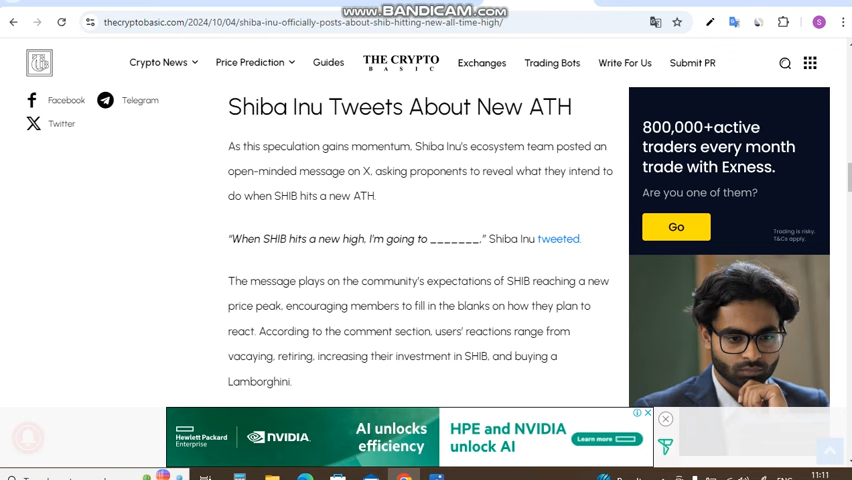 www.BANDICAM.com
thecryptobasic.com/2024/10/04/shiba-inu-officially-posts-about-shib-hitting-new-all-time-high/
S
Crypto News
Price Prediction
Guides
THE CRYPTO
BASIC
Exchanges
Trading Bots
Write For Us
Submit PR
Facebook
Telegram
Twitter
Shiba Inu Tweets About New ATH
As this speculation gains momentum, Shiba Inu's ecosystem team posted an
open-minded message on X, asking proponents to reveal what they intend to
do when SHIB hits a new ATH.
“When SHIB hits a new high, I'm going to _______,” Shiba Inu tweeted.
The message plays on the community's expectations of SHIB reaching a new
price peak, encouraging members to fill in the blanks on how they plan to
react. According to the comment section, users' reactions range from
vacaying, retiring, increasing their investment in SHIB, and buying a
Lamborghini.
800,000+active
traders every month
trade with Exness.
Are you one of them?
Go
Trading is risky.
T&Cs apply.
Hewlett Packard
Enterprise
NVIDIA.
AI unlocks
efficiency
HPE and NVIDIA
unlock AI
Learn more
ENG
11:11